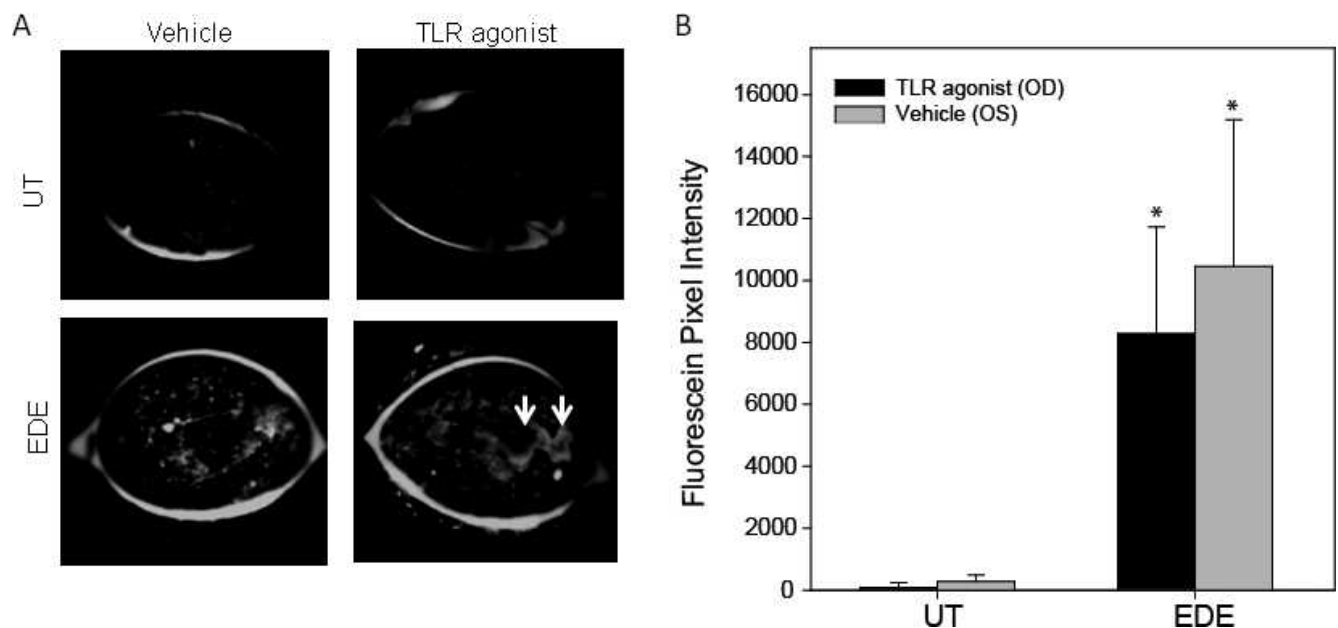 A
Vehicle
TLR agonist
UT
EDE
B
TLR agonist (OD)
Vehicle (OS)
Fluorescein Pixel Intensity
16000
14000
12000
10000
8000
6000
4000
2000
0
*
*
UT
EDE